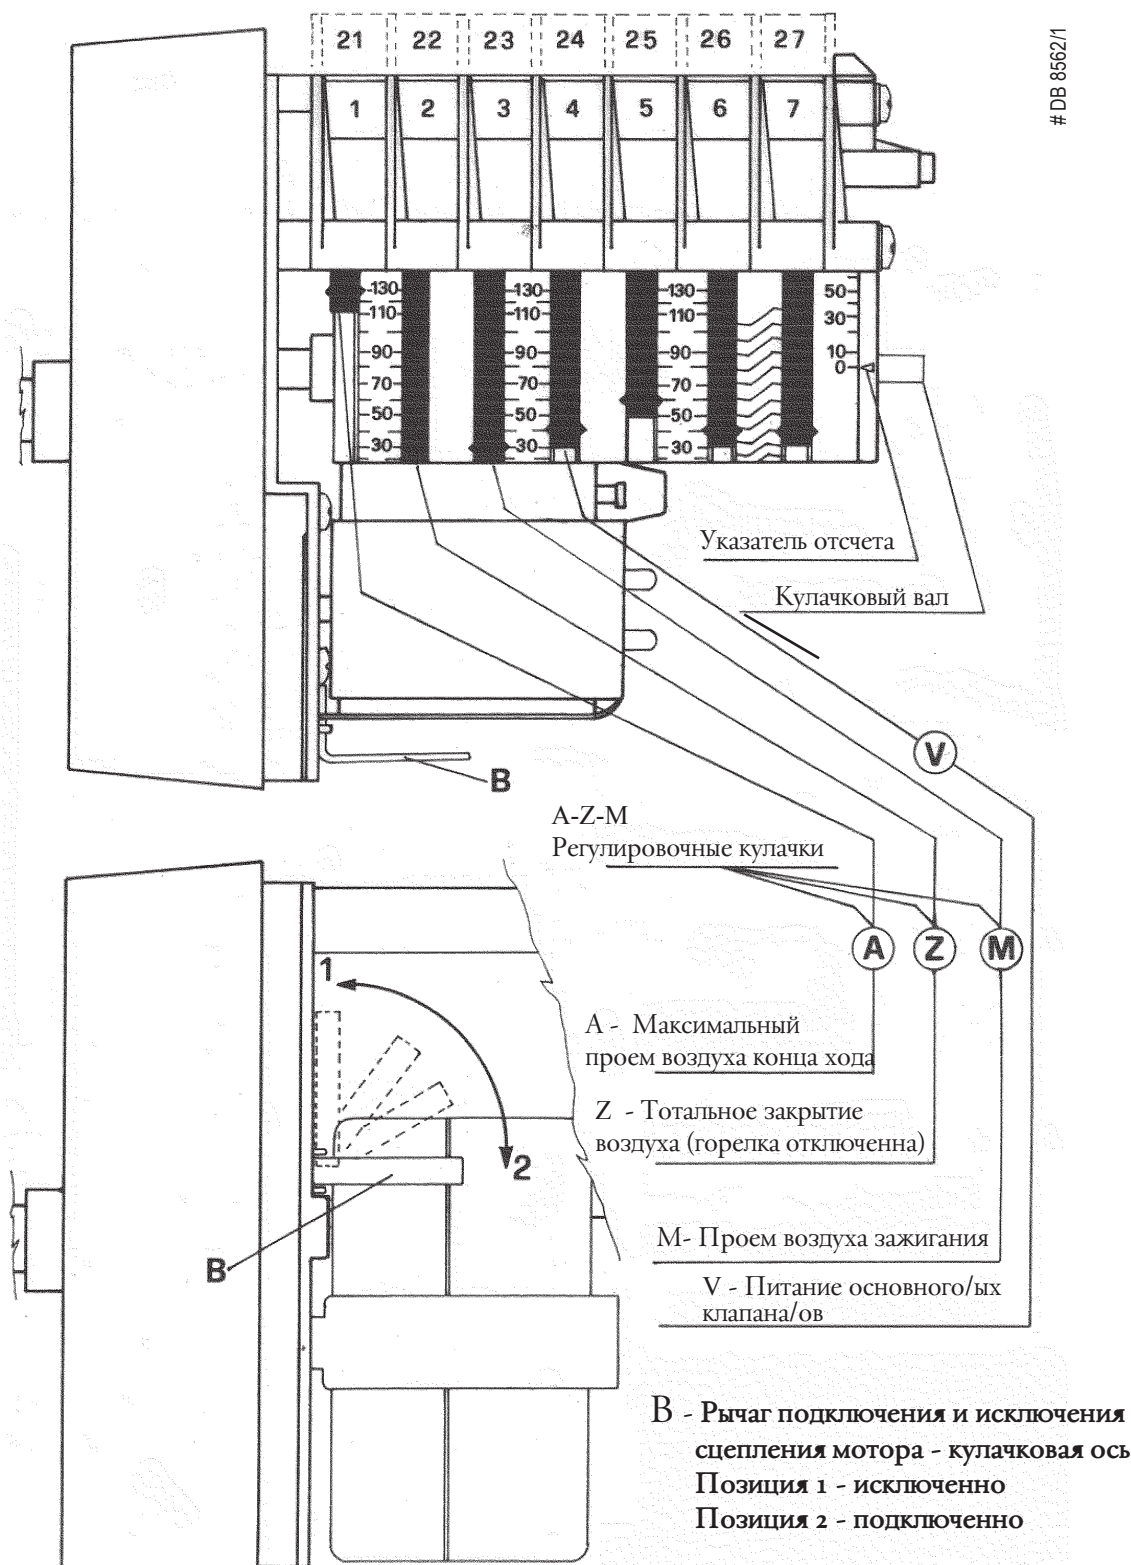 # DB 8562/1
21 22 23 24 25 26 27
1 2 3 4 5 6 7
130 130 130 50
110 110 110 30
90 90 90 10
70 70 70 0
50 50 50
30 30 30
Указатель отсчета
Кулачковый вал
V
B
A-Z-M
Регулировочные кулачки
A Z M
1
2
B
А - Максимальный
проем воздуха конца хода
Z - Тотальное закрытие
воздуха (горелка отключенна)
М- Проем воздуха зажигания
V - Питание основного/ых
клапана/ов
В - Рычаг подключения и исключения
сцепления мотора - кулачковая ось
Позиция 1 - исключенно
Позиция 2 - подключенно